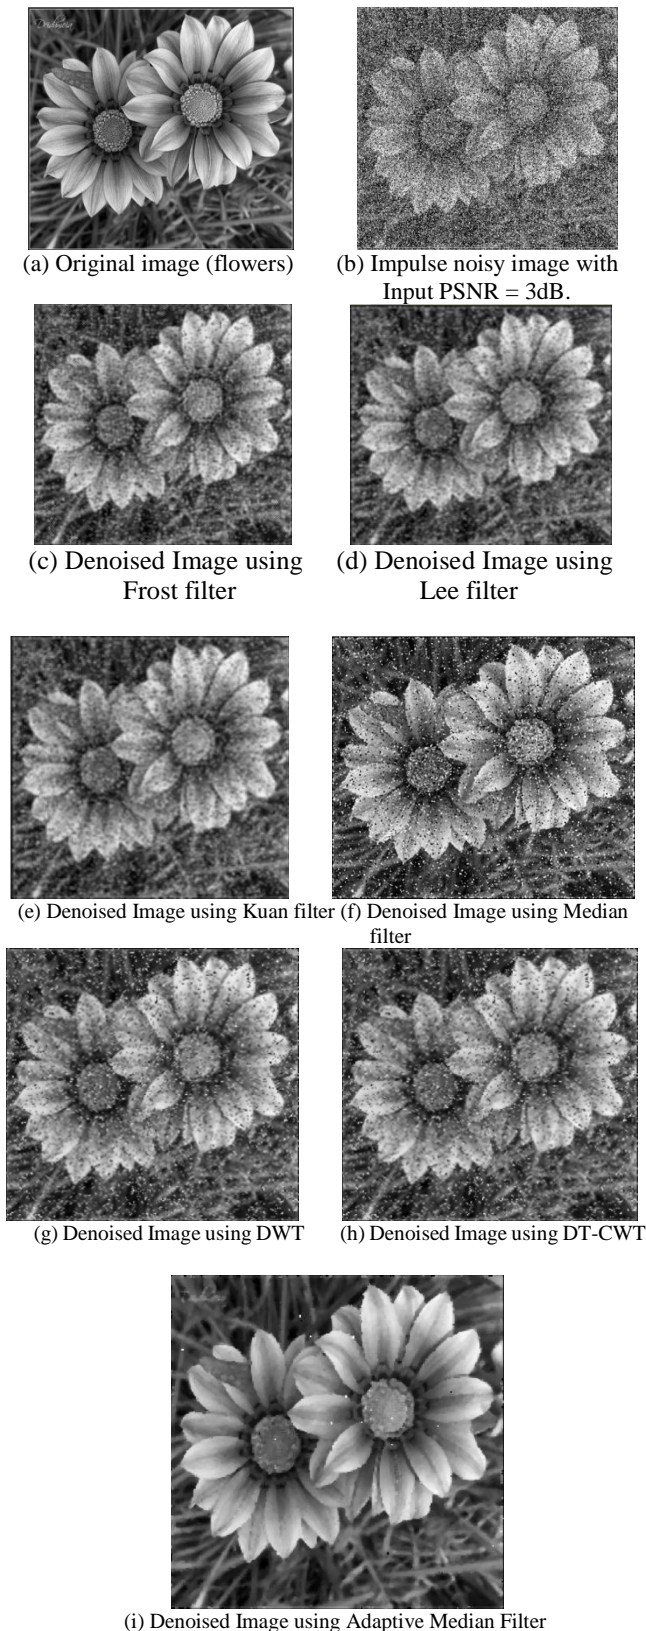 (a) Original image (flowers)
(b) Impulse noisy image with
Input PSNR = 3dB.
(c) Denoised Image using
Frost filter
(d) Denoised Image using
Lee filter
(e) Denoised Image using Kuan filter
(f) Denoised Image using Median
filter
(g) Denoised Image using DWT
(h) Denoised Image using DT-CWT
(i) Denoised Image using Adaptive Median Filter